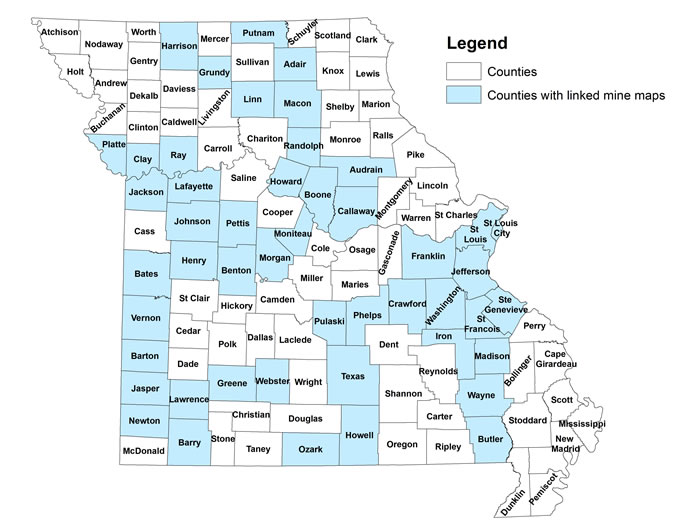 Legend
Counties
Counties with linked mine maps
Atchison
Nodaway
Worth
Harrison
Mercer
Putnam
Schuyler
Scotland
Clark
Holt
Andrew
Gentry
Grundy
Sullivan
Adair
Knox
Lewis
Buchanan
Dekalb
Daviess
Livingston
Linn
Macon
Shelby
Marion
Clinton
Caldwell
Platte
Clay
Ray
Carroll
Chariton
Randolph
Monroe
Ralls
Pike
Jackson
Lafayette
Saline
Howard
Boone
Audrain
Callaway
Montgomery
Lincoln
Warren
St Charles
St
Louis
St Louis
City
Cass
Johnson
Pettis
Cooper
Moniteau
Cole
Osage
Gasconade
Franklin
Jefferson
Bates
Henry
Benton
Morgan
Miller
Maries
Vernon
St Clair
Hickory
Camden
Pulaski
Phelps
Crawford
Washington
St
Francois
Ste
Genevieve
Perry
Barton
Cedar
Polk
Dallas
Laclede
Dent
Iron
Madison
Bollinger
Cape
Girardeau
Jasper
Dade
Greene
Webster
Wright
Texas
Reynolds
Shannon
Wayne
Scott
Newton
Lawrence
Christian
Douglas
Howell
Carter
Stoddard
Mississippi
McDonald
Barry
Stone
Taney
Ozark
Oregon
Ripley
Butler
New
Madrid
Dunklin
Pemiscot